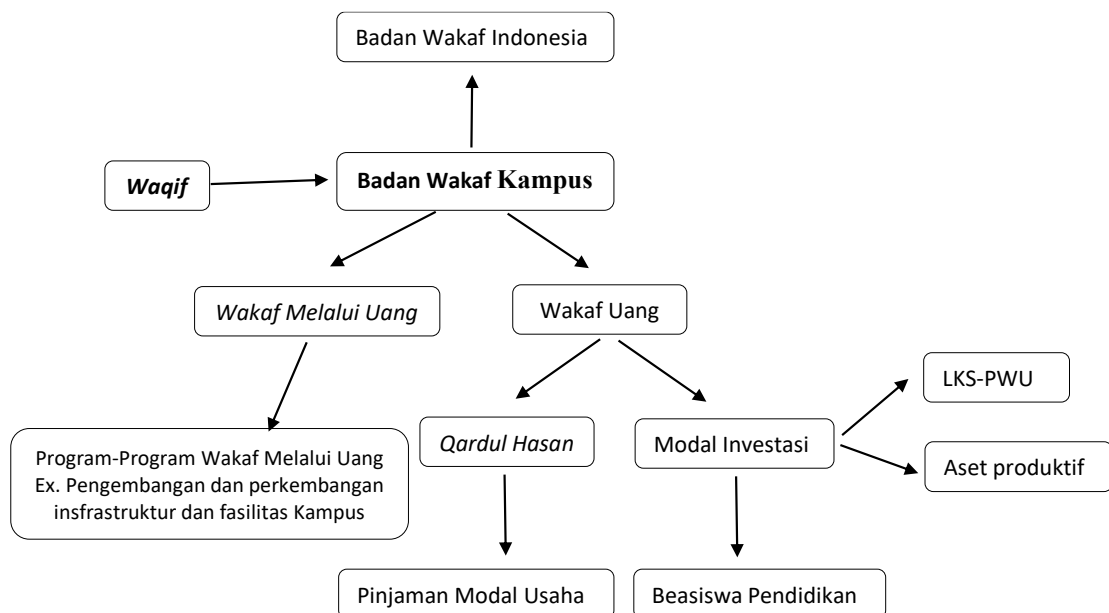 Badan Wakaf Indonesia
Waqif
Badan Wakaf Kampus
Wakaf Melalui Uang
Wakaf Uang
LKS-PWU
Program-Program Wakaf Melalui Uang
Ex. Pengembangan dan perkembangan
insfrastruktur dan fasilitas Kampus
Qardul Hasan
Modal Investasi
Aset produktif
Pinjaman Modal Usaha
Beasiswa Pendidikan